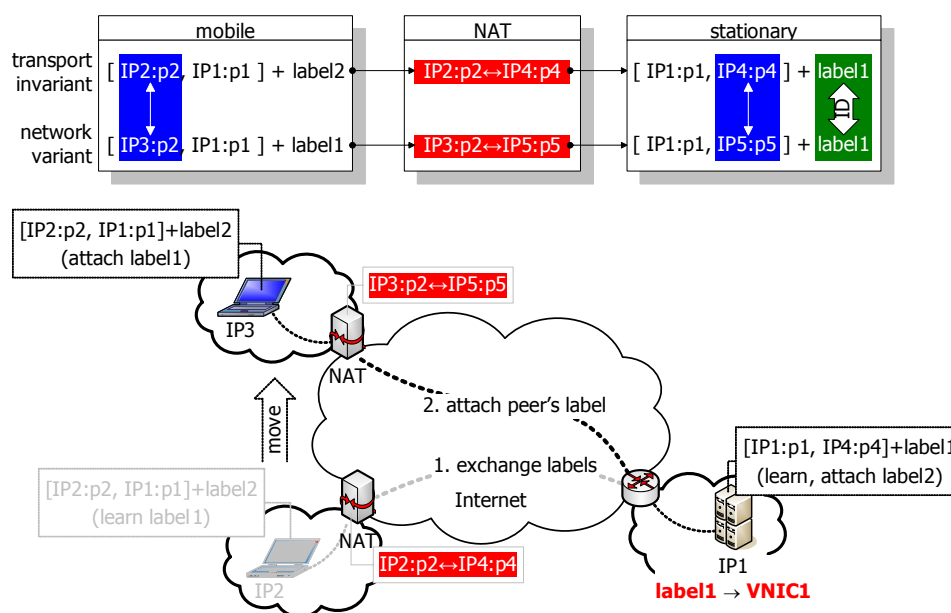 mobile
NAT
stationary
transport invariant
[ IP2:p2, IP1:p1 ] + label2
IP2:p2↔IP4:p4
[ IP1:p1, IP4:p4 ] + label1
ID
network variant
[ IP3:p2, IP1:p1 ] + label1
IP3:p2↔IP5:p5
[ IP1:p1, IP5:p5 ] + label1
[IP2:p2, IP1:p1]+label2
(attach label1)
IP3:p2↔IP5:p5
IP3
NAT
2. attach peer's label
move
[IP1:p1, IP4:p4]+label1
(learn, attach label2)
1. exchange labels
[IP2:p2, IP1:p1]+label2
(learn label1)
Internet
NAT
IP2
IP2:p2↔IP4:p4
IP1
label1 → VNIC1